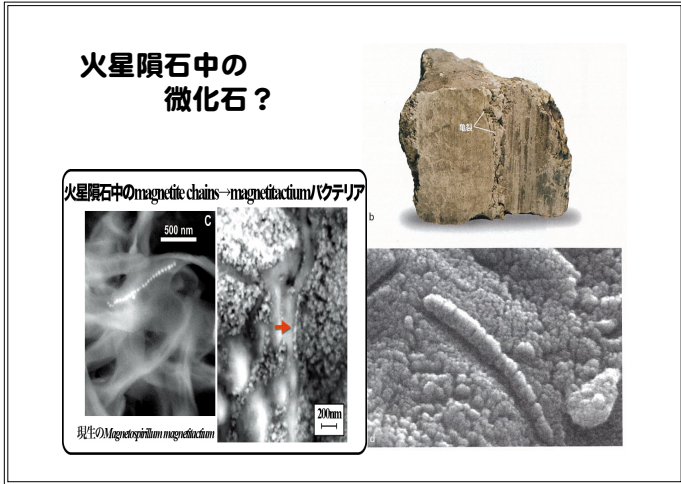 火星隕石中の
微化石？
亀裂
b
火星隕石中のmagnetite chains→magnetitactiumバクテリア
C
500 nm
200nm
現生のMagnetospirillum magnetitactium
d